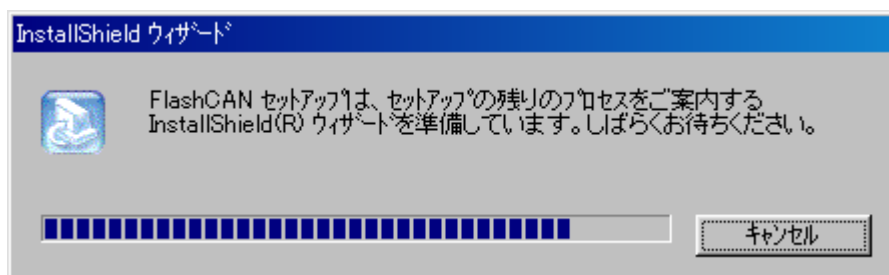 InstallShield ウィザード
FlashCAN セットアップは、セットアップの残りのプロセスをご案内する
InstallShield(R) ウィザードを準備しています。しばらくお待ちください。
キャンセル